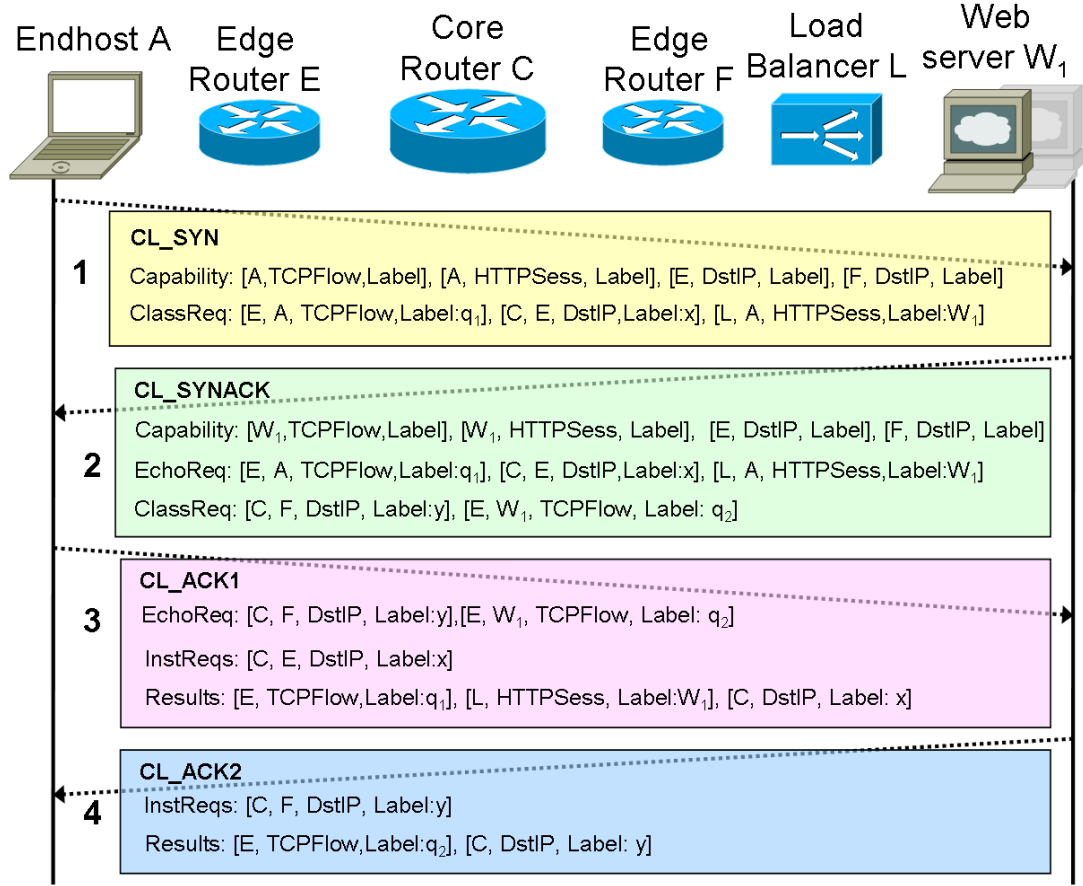 Endhost A
Edge
Router E
Core
Router C
Edge
Router F
Load
Balancer L
Web
server W₁
1
CL_SYN
Capability: [A,TCPFlow,Label], [A, HTTPSess, Label], [E, DstIP, Label], [F, DstIP, Label]
ClassReq: [E, A, TCPFlow,Label:q₁], [C, E, DstIP,Label:x], [L, A, HTTPSess,Label:W₁]
2
CL_SYNACK
Capability: [W₁,TCPFlow,Label], [W₁, HTTPSess, Label], [E, DstIP, Label], [F, DstIP, Label]
EchoReq: [E, A, TCPFlow,Label:q₁], [C, E, DstIP,Label:x], [L, A, HTTPSess,Label:W₁]
ClassReq: [C, F, DstIP, Label:y], [E, W₁, TCPFlow, Label: q₂]
3
CL_ACK1
EchoReq: [C, F, DstIP, Label:y],[E, W₁, TCPFlow, Label: q₂]
InstReqs: [C, E, DstIP, Label:x]
Results: [E, TCPFlow,Label:q₁], [L, HTTPSess, Label:W₁], [C, DstIP, Label: x]
4
CL_ACK2
InstReqs: [C, F, DstIP, Label:y]
Results: [E, TCPFlow,Label:q₂], [C, DstIP, Label: y]